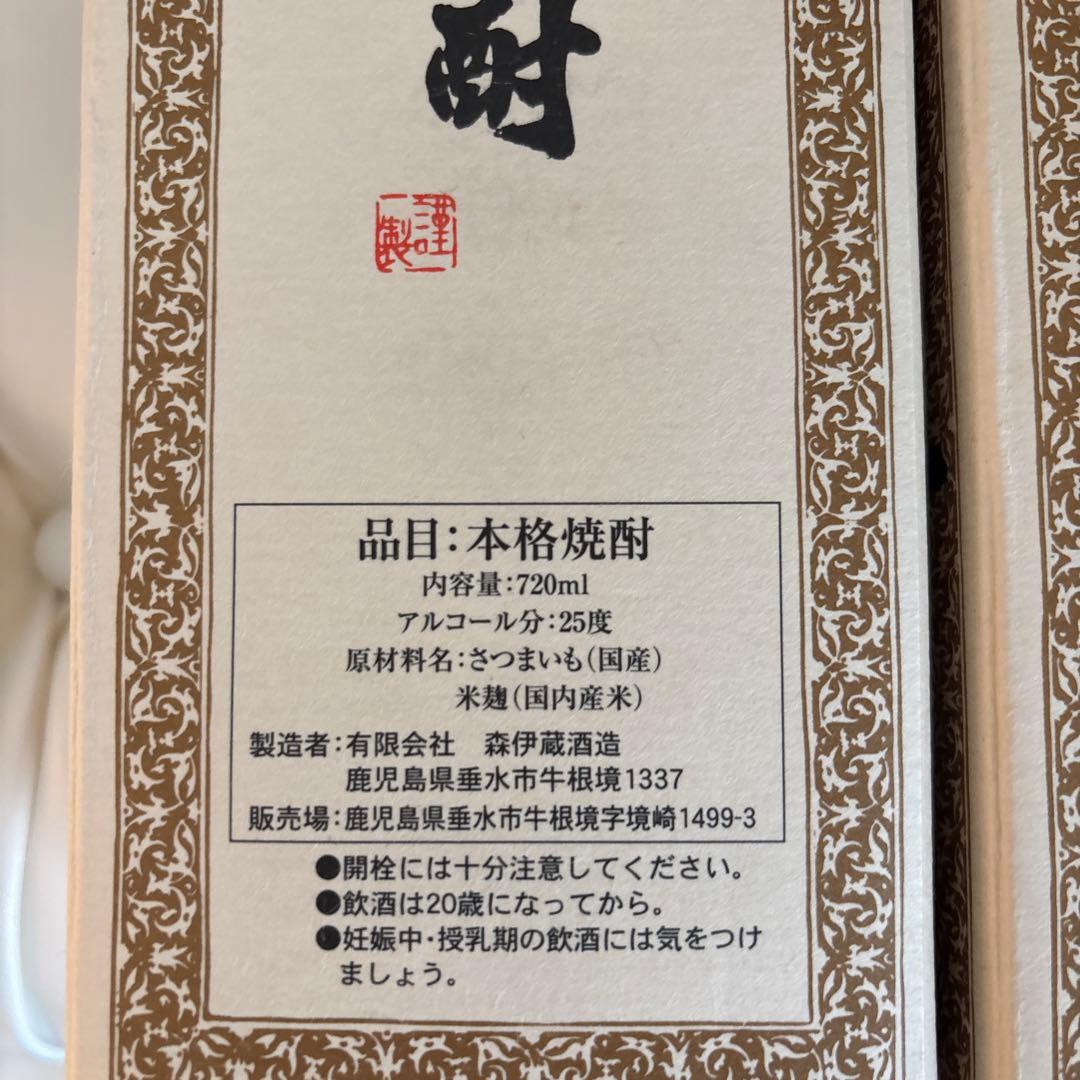 酎
謹製
品目：本格焼酎
内容量：720ml
アルコール分：25度
原材料名：さつまいも（国産）
米麹（国内産米）
製造者：有限会社　森伊蔵酒造
鹿児島県垂水市牛根境1337
販売場：鹿児島県垂水市牛根境字境崎1499-3
●開栓には十分注意してください。
●飲酒は20歳になってから。
●妊娠中・授乳期の飲酒には気をつけ
ましょう。